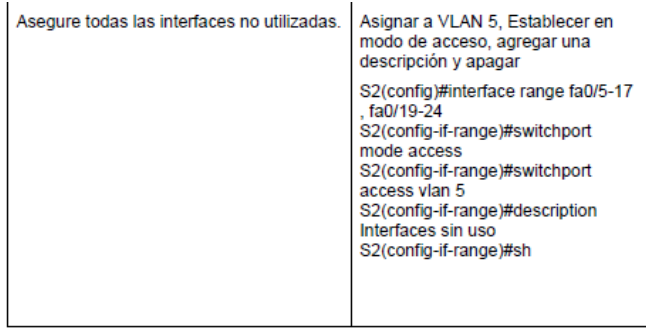 Asegure todas las interfaces no utilizadas.
Asignar a VLAN 5, Establecer en
modo de acceso, agregar una
descripción y apagar
S2(config)#interface range fa0/5-17
, fa0/19-24
S2(config-if-range)#switchport
mode access
S2(config-if-range)#switchport
access vlan 5
S2(config-if-range)#description
Interfaces sin uso
S2(config-if-range)#sh